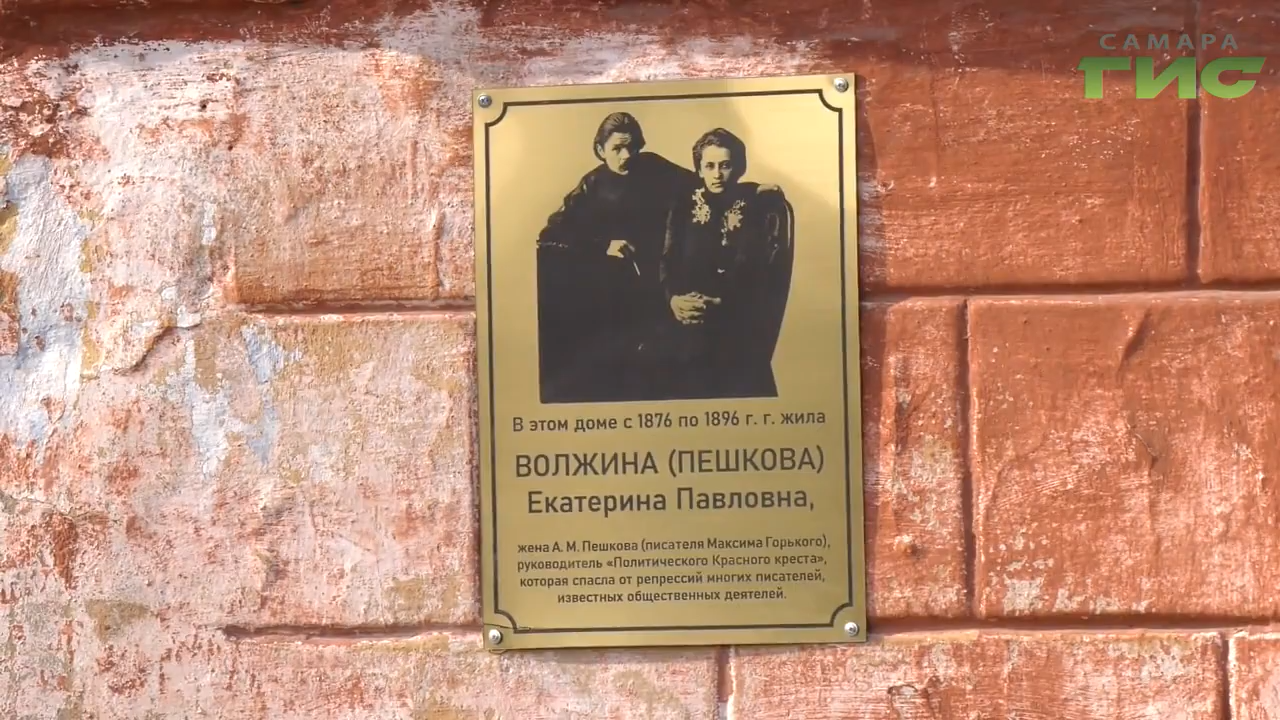 САМАРА
ГИС
В этом доме с 1876 по 1896 г. г. жила
ВОЛЖИНА (ПЕШКОВА)
Екатерина Павловна,
жена А. М. Пешкова (писателя Максима Горького),
руководитель «Политического Красного креста»,
которая спасла от репрессий многих писателей,
известных общественных деятелей.